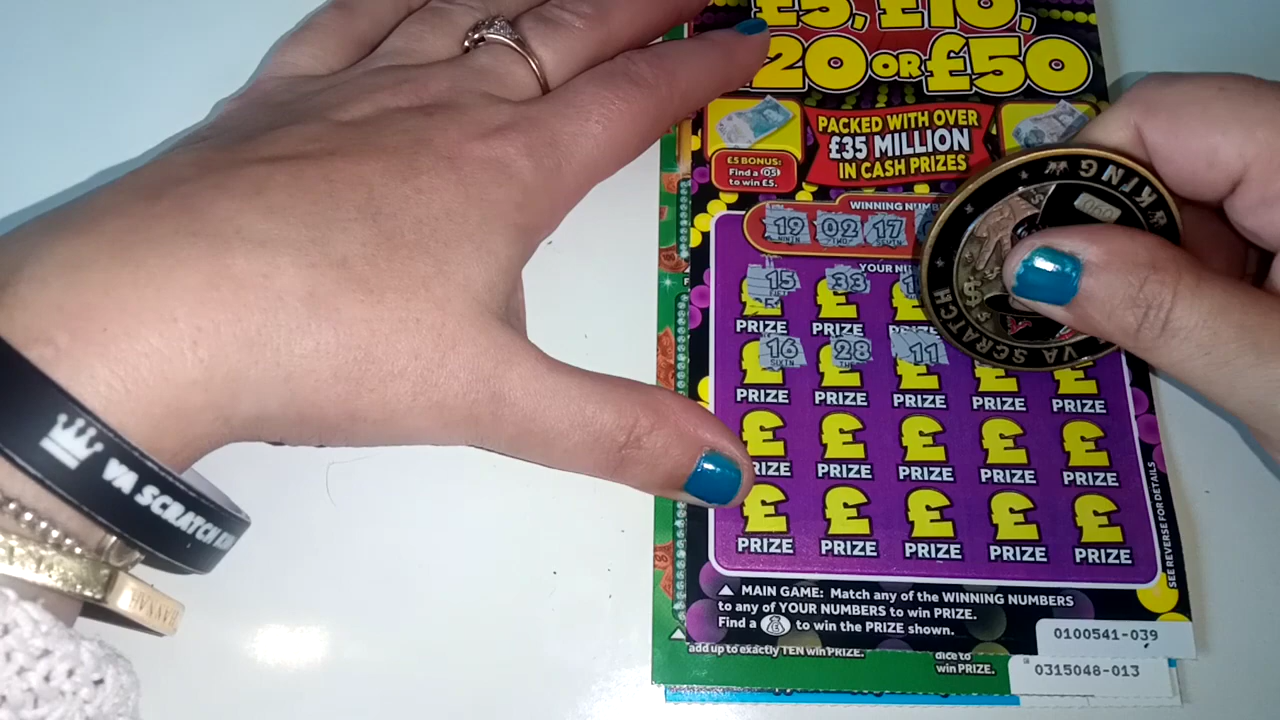 £5, £10,
£20 OR £50
PACKED WITH OVER
£35 MILLION
IN CASH PRIZES
£5 BONUS:
Find a 05
to win £5.
WINNING
19 02 17
YOUR
15 33
£ £ £
PRIZE PRIZE PRIZE
16 28 11
£ £ £ £ £
PRIZE PRIZE PRIZE PRIZE PRIZE
£ £ £ £ £
PRIZE PRIZE PRIZE PRIZE PRIZE
£ £ £ £ £
PRIZE PRIZE PRIZE PRIZE PRIZE
SEE REVERSE FOR DETAILS
MAIN GAME: Match any of the WINNING NUMBERS
to any of YOUR NUMBERS to win PRIZE.
Find a to win the PRIZE shown.
0100541-039
add up to exactly TEN win PRIZE.
dice to
win PRIZE.
0315048-013
KING
VA SCRATCH
VA SCRATCH